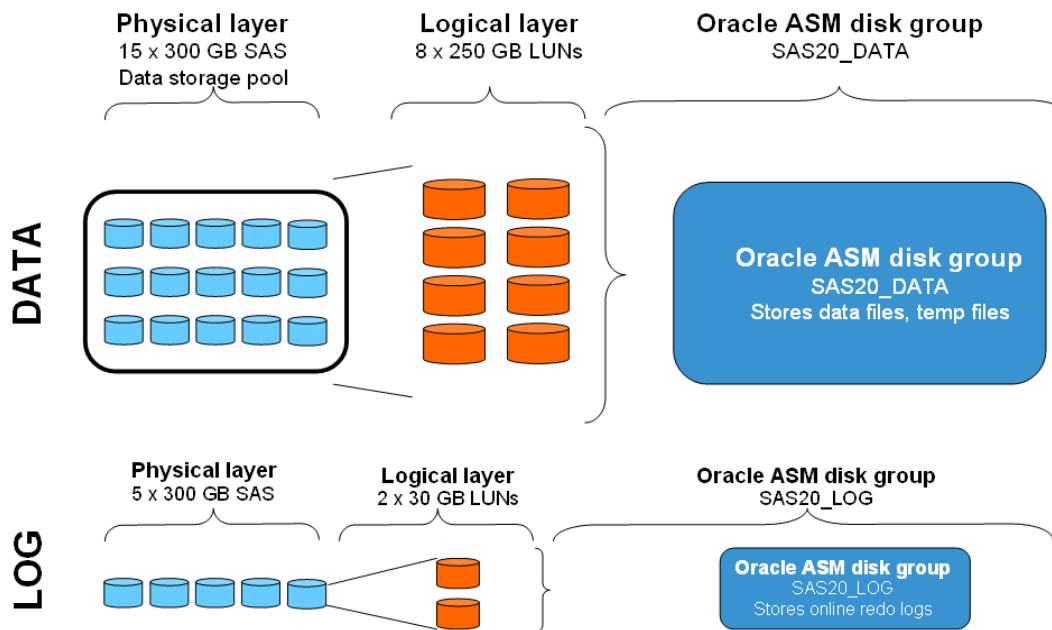 Physical layer
15 x 300 GB SAS
Data storage pool
Logical layer
8 x 250 GB LUNs
Oracle ASM disk group
SAS20_DATA
DATA
Oracle ASM disk group
SAS20_DATA
Stores data files, temp files
Physical layer
5 x 300 GB SAS
Logical layer
2 x 30 GB LUNs
Oracle ASM disk group
SAS20_LOG
LOG
Oracle ASM disk group
SAS20_LOG
Stores online redo logs